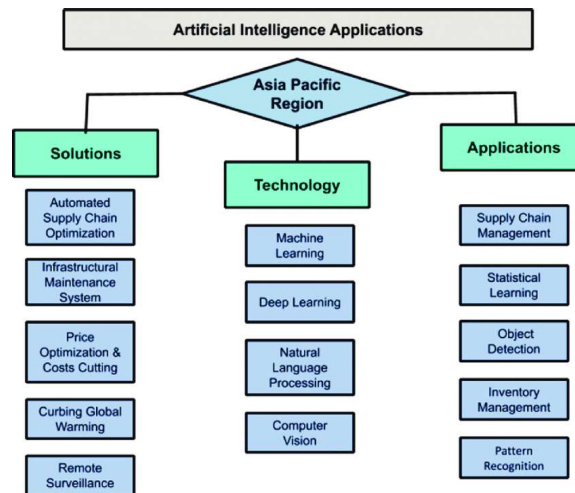 Artificial Intelligence Applications
Asia Pacific
Region
Solutions
Automated
Supply Chain
Optimization
Infrastructural
Maintenance
System
Price
Optimization &
Costs Cutting
Curbing Global
Warming
Remote
Surveillance
Technology
Machine
Learning
Deep Learning
Natural
Language
Processing
Computer
Vision
Applications
Supply Chain
Management
Statistical
Learning
Object
Detection
Inventory
Management
Pattern
Recognition